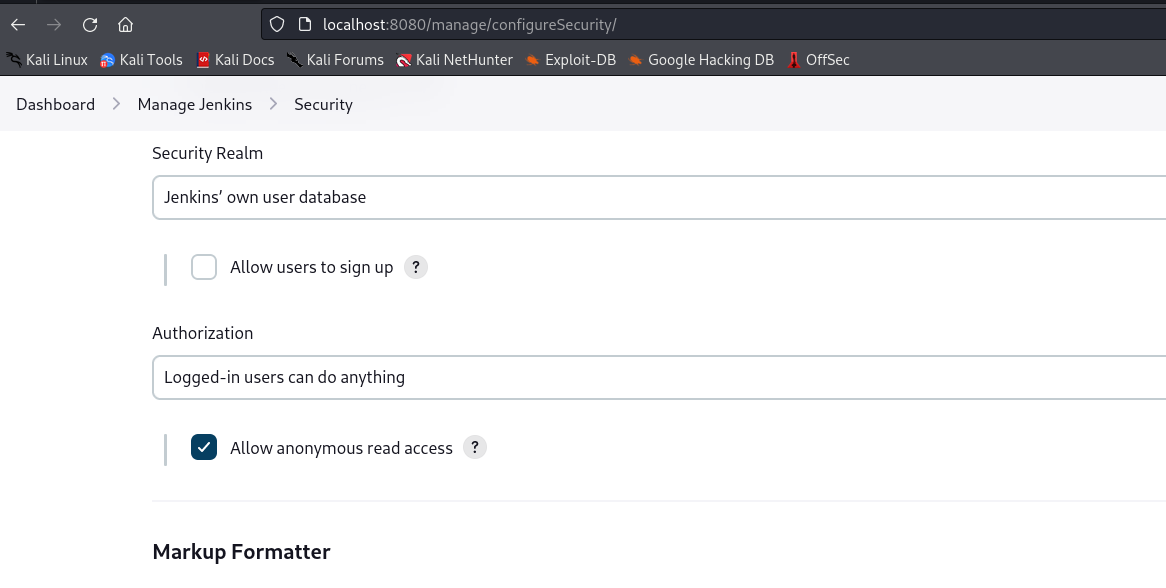 localhost:8080/manage/configureSecurity/
Kali Linux Kali Tools Kali Docs Kali Forums Kali NetHunter Exploit-DB Google Hacking DB OffSec
Dashboard Manage Jenkins Security
Security Realm
Jenkins’ own user database
Allow users to sign up ?
Authorization
Logged-in users can do anything
Allow anonymous read access ?
Markup Formatter